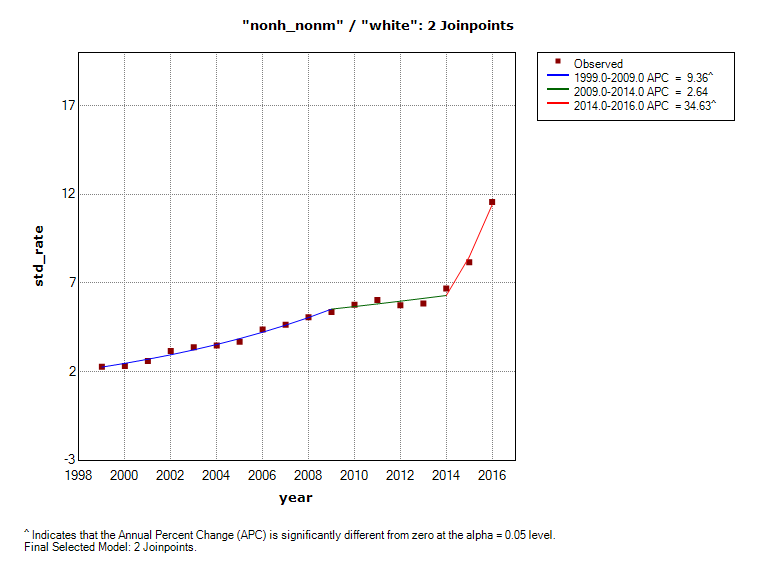 "nonh_nonm" / "white": 2 Joinpoints
Observed
1999.0-2009.0 APC = 9.36^
2009.0-2014.0 APC = 2.64
2014.0-2016.0 APC = 34.63^
17
12
7
2
-3
std_rate
1998 2000 2002 2004 2006 2008 2010 2012 2014 2016
year
^ Indicates that the Annual Percent Change (APC) is significantly different from zero at the alpha = 0.05 level.
Final Selected Model: 2 Joinpoints.